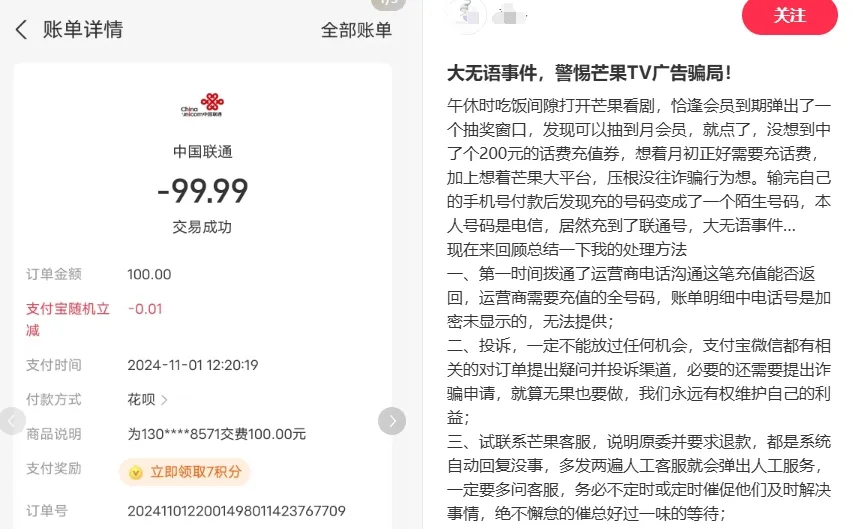 账单详情
全部账单
China
unicom中国联通
中国联通
-99.99
交易成功
订单金额 100.00
支付宝随机立减 -0.01
支付时间 2024-11-01 12:20:19
付款方式 花呗
商品说明 为130****8571交费100.00元
支付奖励 立即领取7积分
订单号 2024110122001498011423767709
关注
大无语事件，警惕芒果TV广告骗局！
午休时吃饭间隙打开芒果看剧，恰逢会员到期弹出了一
个抽奖窗口，发现可以抽到月会员，就点了，没想到中
了个200元的话费充值券，想着月初正好需要充话费，
加上想着芒果大平台，压根没往诈骗行为想。输完自己
的手机号付款后发现充的号码变成了一个陌生号码，本
人号码是电信，居然充到了联通号，大无语事件...
现在来回顾总结一下我的处理方法
一、第一时间拨通了运营商电话沟通这笔充值能否返
回，运营商需要充值的全号码，账单明细中电话号是加
密未显示的，无法提供；
二、投诉，一定不能放过任何机会，支付宝微信都有相
关的对订单提出疑问并投诉渠道，必要的还需要提出诈
骗申请，就算无果也要做，我们永远有权维护自己的利
益；
三、试联系芒果客服，说明原委并要求退款，都是系统
自动回复没事，多发两遍人工客服就会弹出人工服务，
一定要多问客服，务必不定时或定时催促他们及时解决
事情，绝不懈怠的催总好过一味的等待；